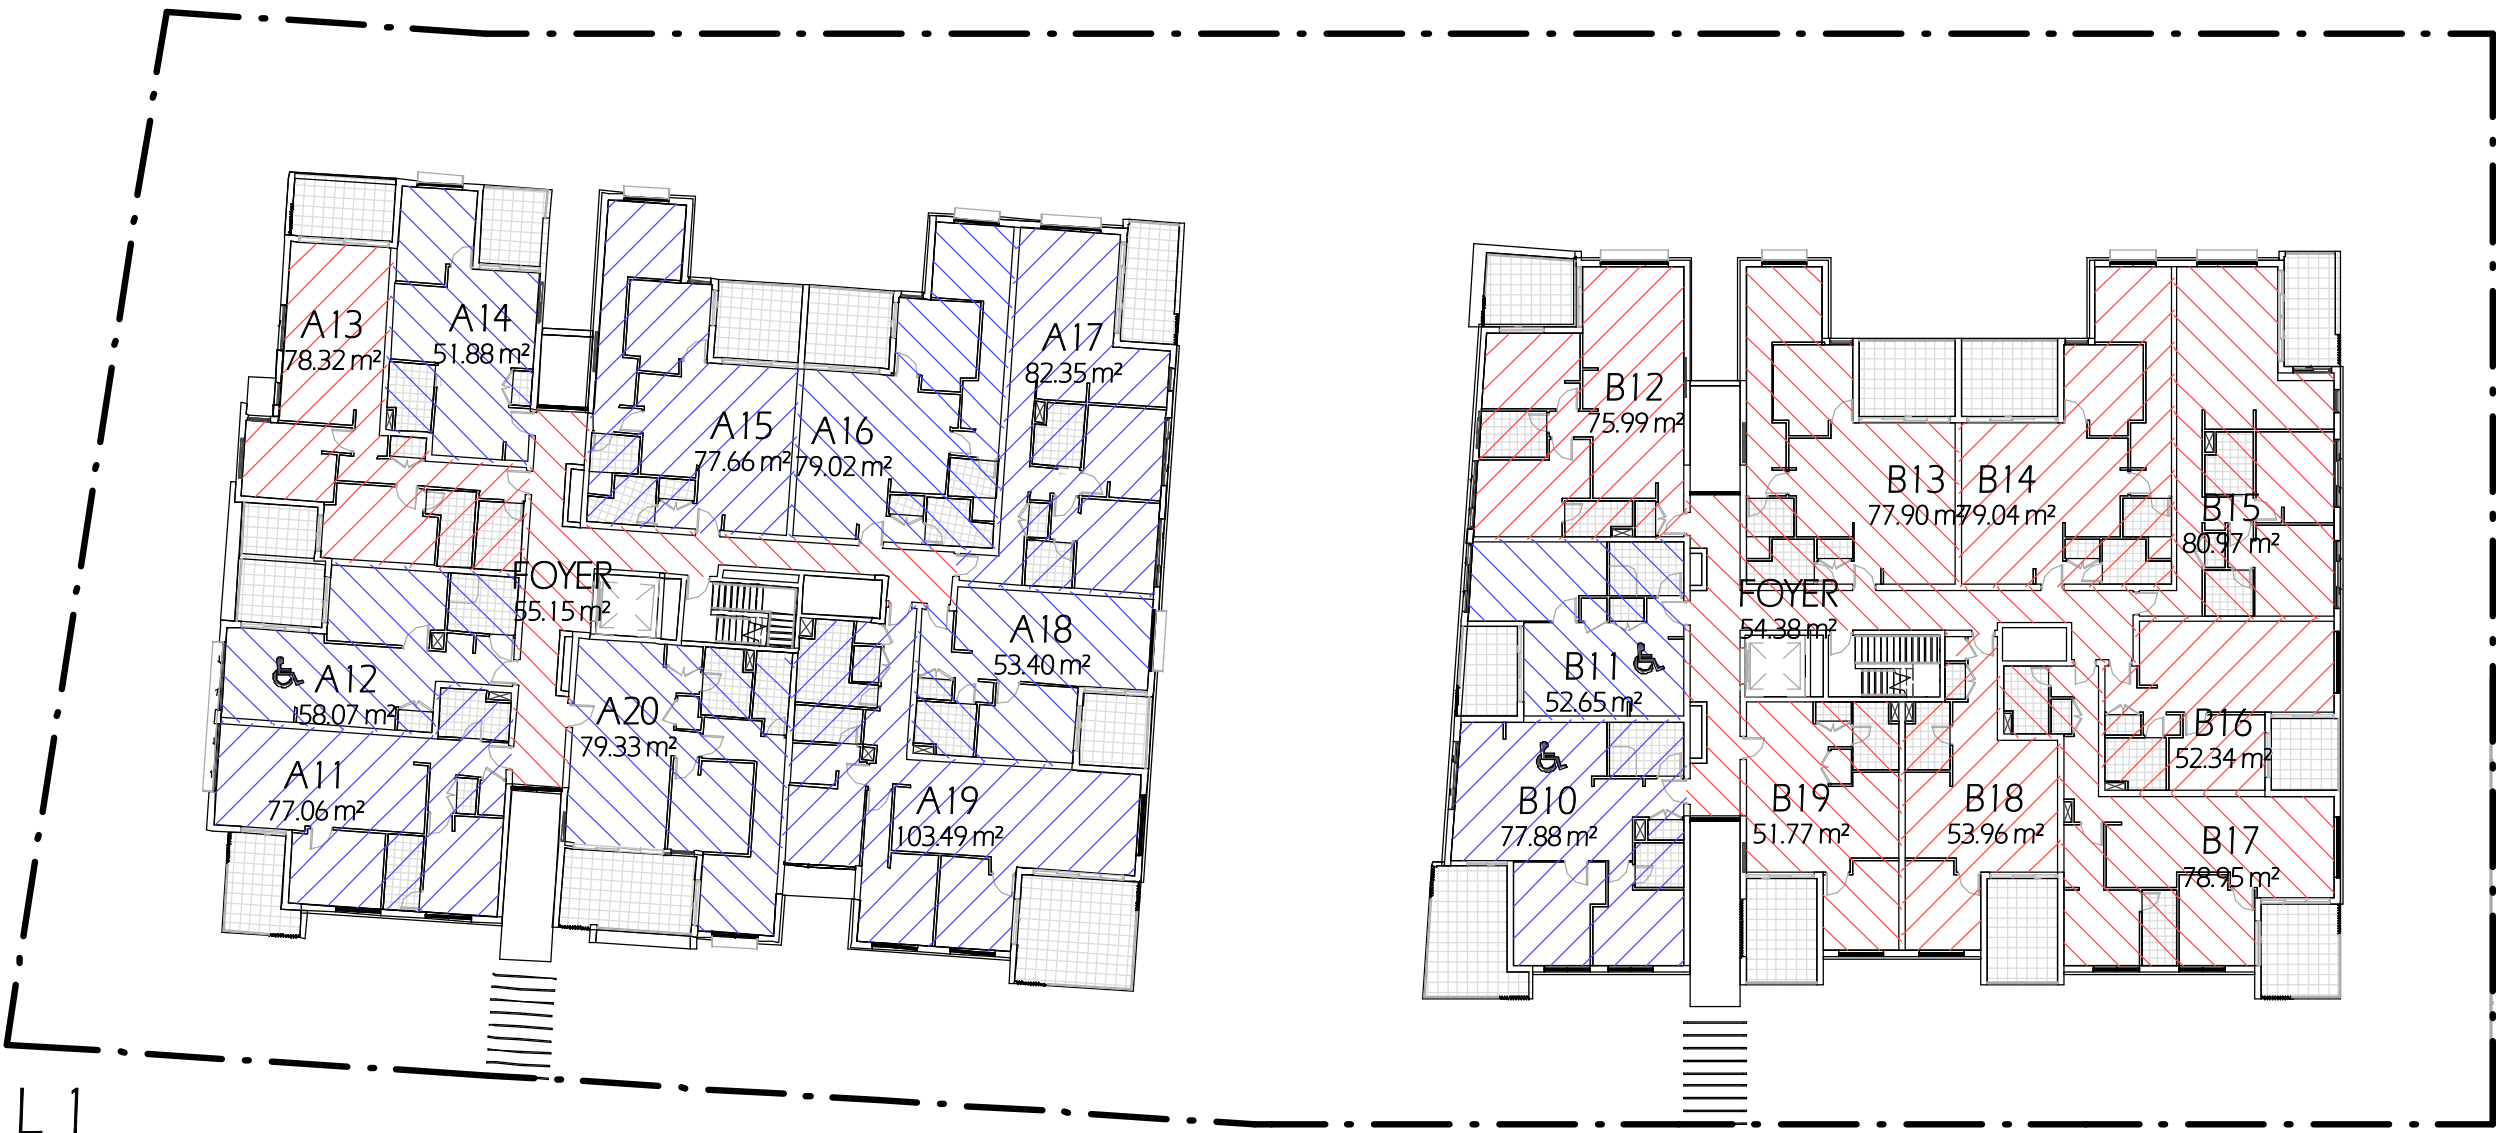 A13
78.32 m²
A14
51.88 m²
A15
77.66 m²
A16
79.02 m²
A17
82.35 m²
FOYER
55.15 m²
A18
53.40 m²
A12
58.07 m²
A20
79.33 m²
A11
77.06 m²
A19
103.49 m²
B12
75.99 m²
B13
77.90 m²
B14
79.04 m²
B15
80.97 m²
FOYER
54.38 m²
B11
52.65 m²
B16
52.34 m²
B10
77.88 m²
B19
51.77 m²
B18
53.96 m²
B17
78.95 m²